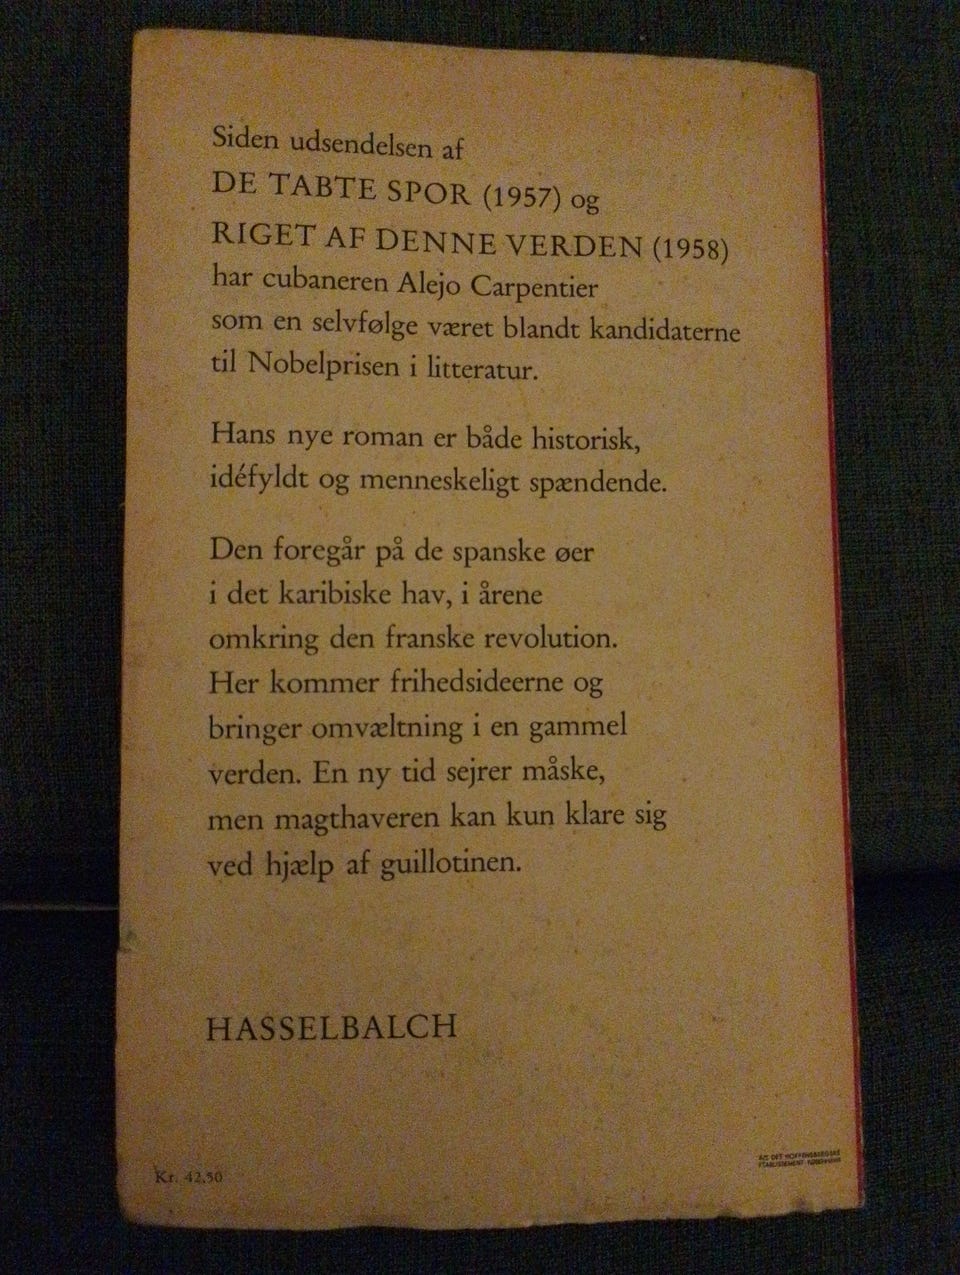 Siden udsendelsen af
DE TABTE SPOR (1957) og
RIGET AF DENNE VERDEN (1958)
har cubaneren Alejo Carpentier
som en selvfølge været blandt kandidaterne
til Nobelprisen i litteratur.
Hans nye roman er både historisk,
idéfyldt og menneskeligt spændende.
Den foregår på de spanske øer
i det karibiske hav, i årene
omkring den franske revolution.
Her kommer frihedsideerne og
bringer omvæltning i en gammel
verden. En ny tid sejrer måske,
men magthaveren kan kun klare sig
ved hjælp af guillotinen.
HASSELBALCH
Kr. 42,50
A/S DET HOFFENSBERGSKE
ETABLISSEMENT KØBENHAVN